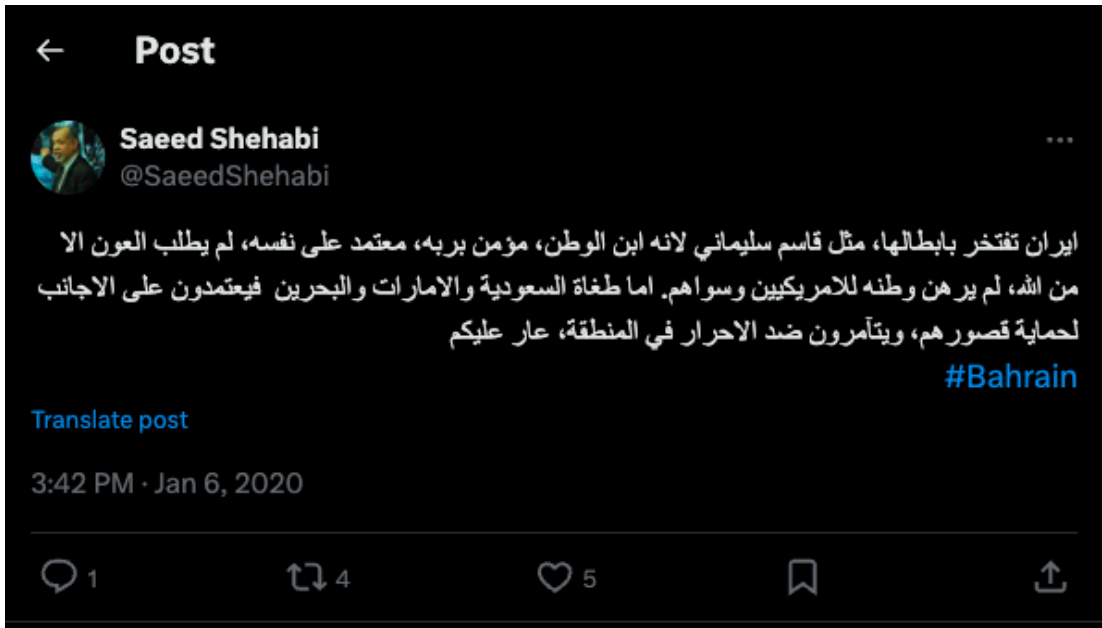 Post
Saeed Shehabi
@SaeedShehabi
ايران تفتخر بابطالها، مثل قاسم سليماني لانه ابن الوطن، مؤمن بربه، معتمد على نفسه، لم يطلب العون الا
من الله، لم يرهن وطنه للامريكيين وسواهم. اما طغاة السعودية والامارات والبحرين فيعتمدون على الاجانب
لحماية قصورهم، ويتآمرون ضد الاحرار في المنطقة، عار عليكم
#Bahrain
Translate post
3:42 PM · Jan 6, 2020
1 4 5